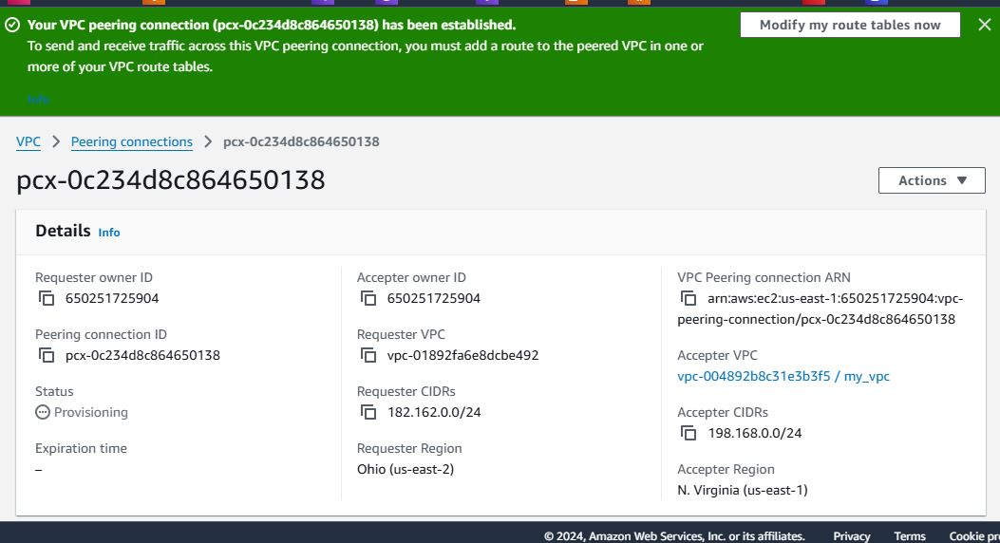 Your VPC peering connection (pcx-0c234d8c864650138) has been established.
Modify my route tables now
To send and receive traffic across this VPC peering connection, you must add a route to the peered VPC in one or
more of your VPC route tables.
Info
VPC > Peering connections > pcx-0c234d8c864650138
pcx-0c234d8c864650138
Actions ▼
Details Info
Requester owner ID
650251725904
Peering connection ID
pcx-0c234d8c864650138
Status
Provisioning
Expiration time
–
Accepter owner ID
650251725904
Requester VPC
vpc-01892fa6e8dcbe492
Requester CIDRs
182.162.0.0/24
Requester Region
Ohio (us-east-2)
VPC Peering connection ARN
arn:aws:ec2:us-east-1:650251725904:vpc-
peering-connection/pcx-0c234d8c864650138
Accepter VPC
vpc-004892b8c31e3b3f5 / my_vpc
Accepter CIDRs
198.168.0.0/24
Accepter Region
N. Virginia (us-east-1)
© 2024, Amazon Web Services, Inc. or its affiliates. Privacy Terms Cookie pr